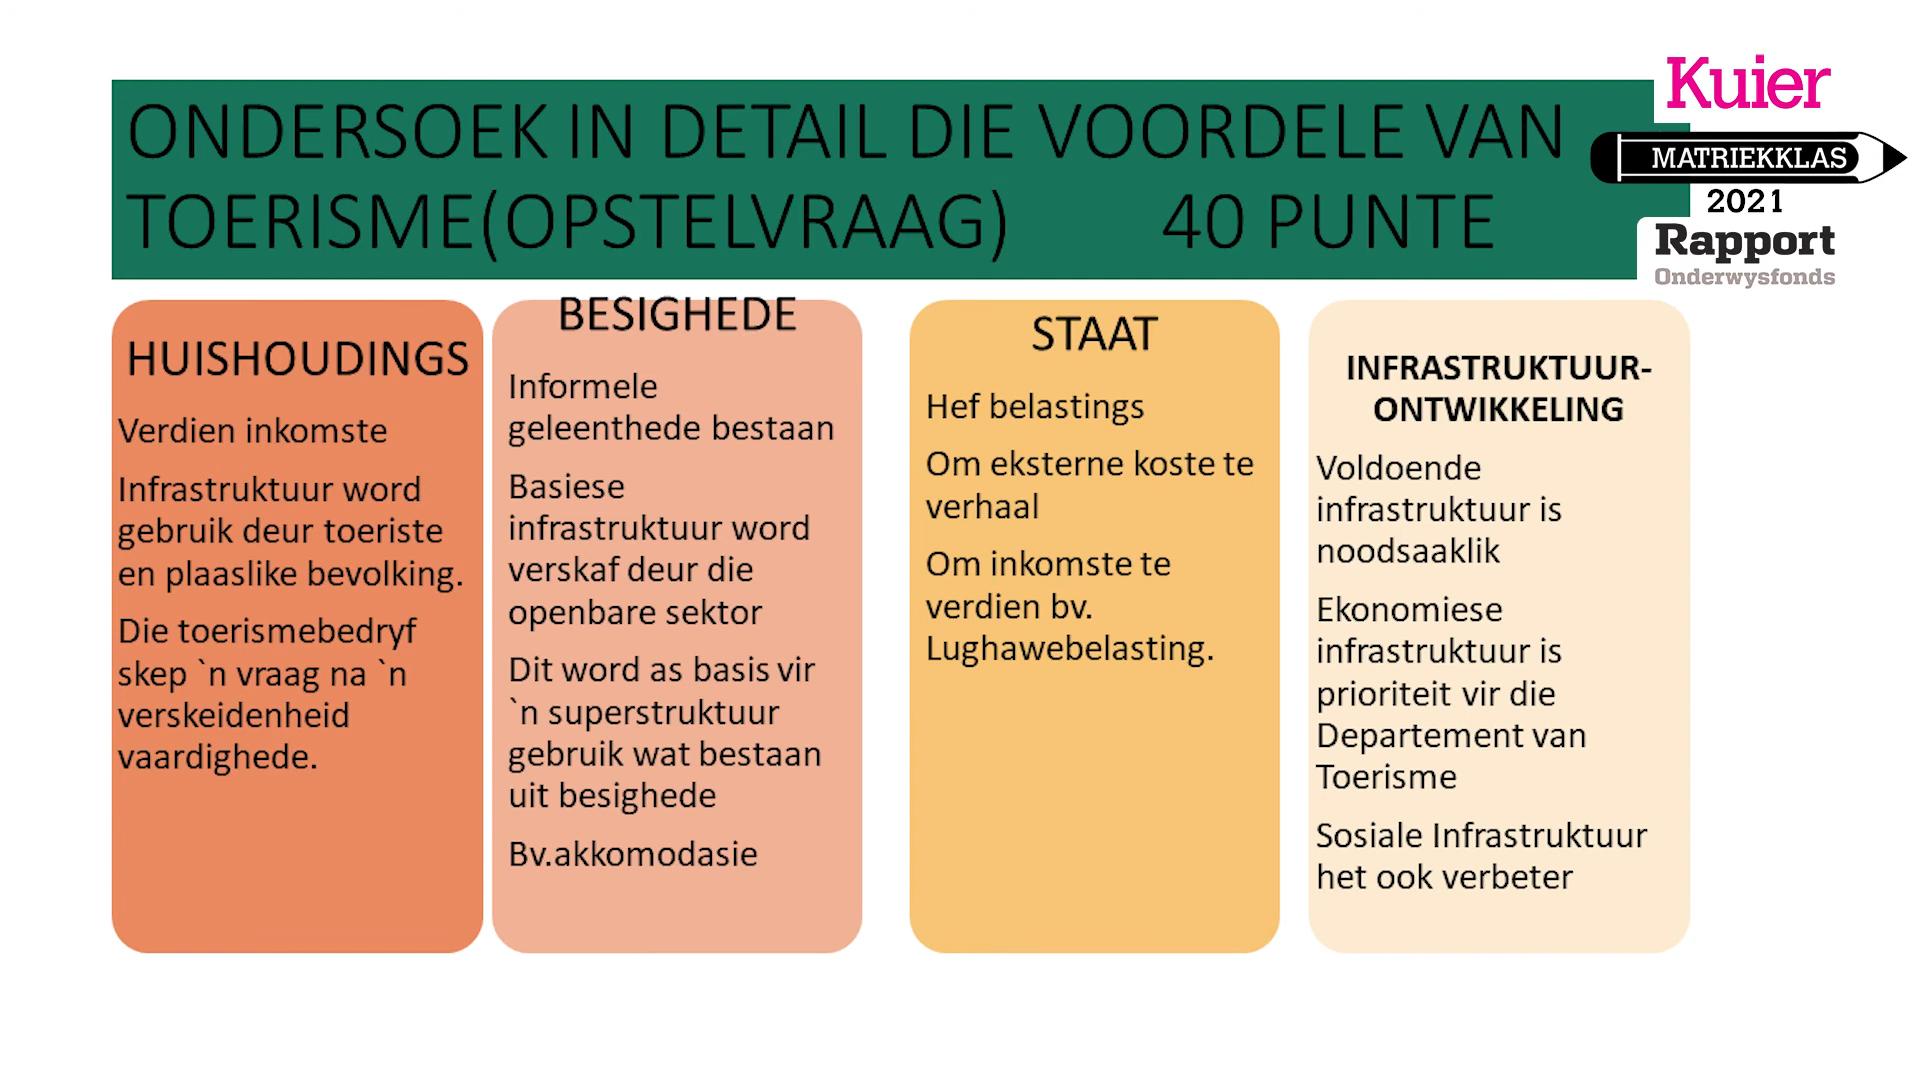 ONDERSOEK IN DETAIL DIE VOORDELE VAN
TOERISME(OPSTELVRAAG) 40 PUNTE
Kuier
MATRIEKKLAS
2021
Rapport
Onderwysfonds
HUISHOUDINGS
Verdien inkomste
Infrastruktuur word
gebruik deur toeriste
en plaaslike bevolking.
Die toerismebedryf
skep `n vraag na `n
verskeidenheid
vaardighede.
BESIGHEDE
Informele
geleenthede bestaan
Basiese
infrastruktuur word
verskaf deur die
openbare sektor
Dit word as basis vir
`n superstruktuur
gebruik wat bestaan
uit besighede
Bv.akkomodasie
STAAT
Hef belastings
Om eksterne koste te
verhaal
Om inkomste te
verdien bv.
Lughawebelasting.
INFRASTRUKTUUR-
ONTWIKKELING
Voldoende
infrastruktuur is
noodsaaklik
Ekonomiese
infrastruktuur is
prioriteit vir die
Departement van
Toerisme
Sosiale Infrastruktuur
het ook verbeter